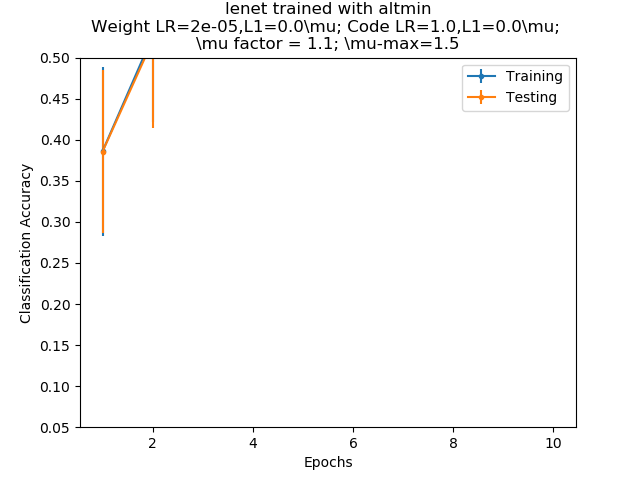 lenet trained with altmin
Weight LR=2e-05,L1=0.0\mu; Code LR=1.0,L1=0.0\mu;
\mu factor = 1.1; \mu-max=1.5
Training
Testing
Classification Accuracy
0.50
0.45
0.40
0.35
0.30
0.25
0.20
0.15
0.10
0.05
2
4
6
8
10
Epochs